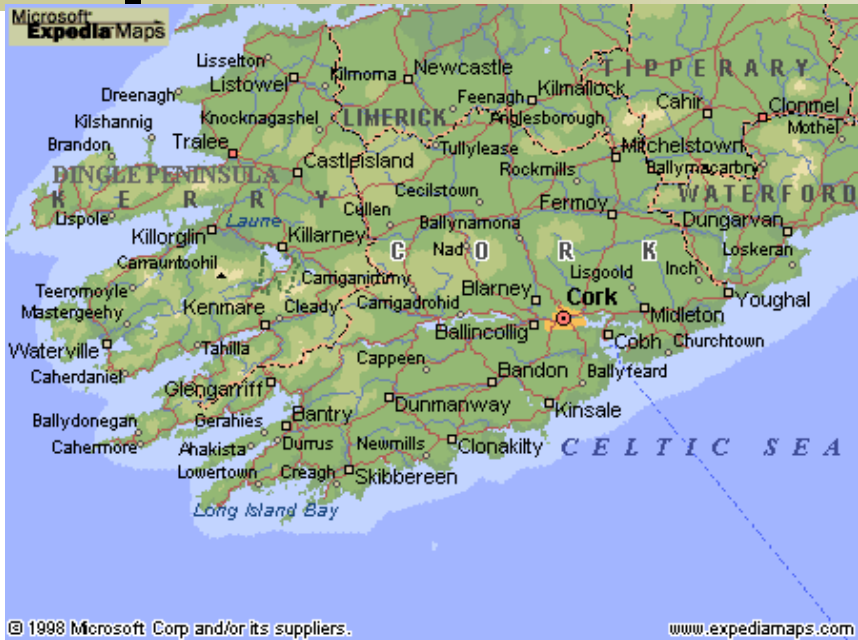 Microsoft
Expedia Maps
Lisselton
Listowel
Kilmoma
Newcastle
TIPPERARY
Dreenagh
Feenagh
Kilmallock
Cahir
Clonmel
Kilshannig
Knocknagashel
LIMERICK
Anglesborough
Mothel
Brandon
Tralee
Tullylease
Mitchelstown
Castleisland
Rockmills
Ballymacarbry
DINGLE PENINSULA
KERRY
Cecilstown
WATERFORD
Lispole
Laune
Cullen
Ballynamona
Fermoy
Dungarvan
Killorglin
Killarney
CORK
Nad
Loskeran
Carrauntoohil
Carriganimmy
Lisgoold
Inch
Teeromoyle
Kenmare
Cleady
Carrigadrohid
Blarney
Cork
Youghal
Mastergeehy
Midleton
Waterville
Tahilla
Ballincollig
Cobh
Churchtown
Cappeen
Caherdaniel
Glengarriff
Bandon
Ballyfeard
Ballydonegan
Gerahies
Bantry
Dunmanway
Kinsale
Cahermore
Ahakista
Durrus
Newmills
Clonakilty
CELTIC SEA
Lowertown
Creagh
Skibbereen
Long Island Bay
© 1998 Microsoft Corp and/or its suppliers.
www.expediamaps.com